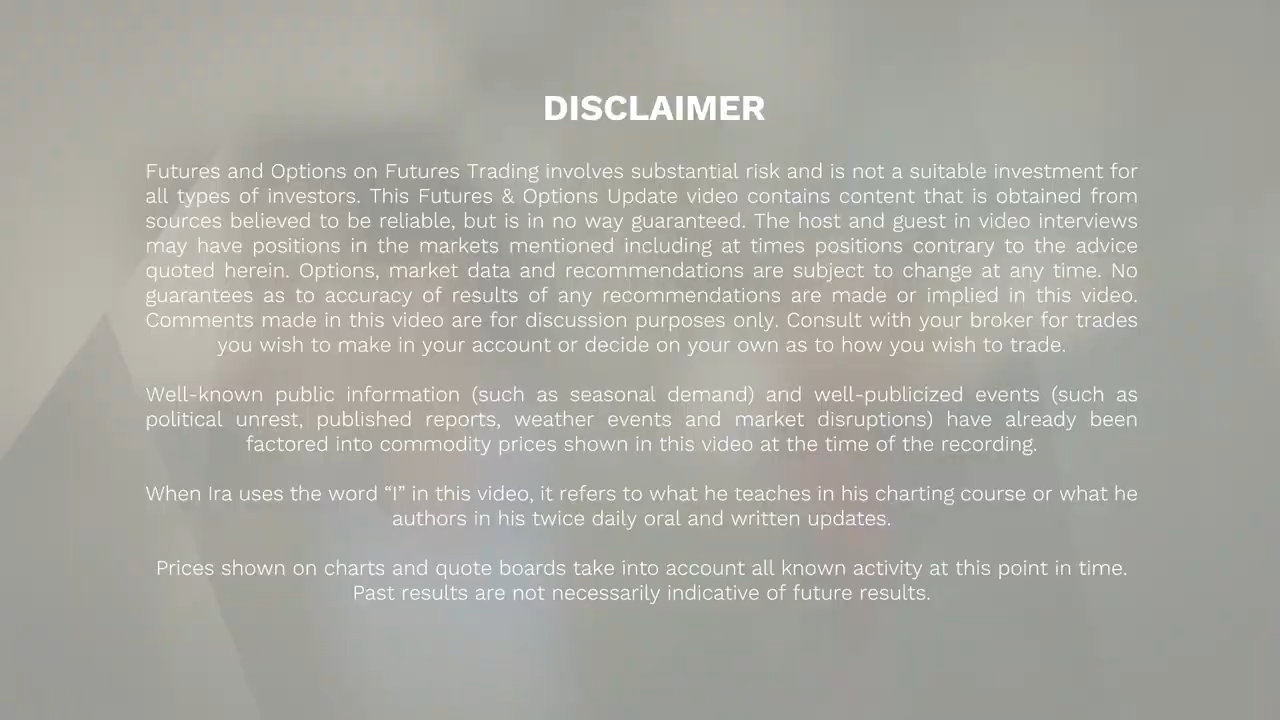 DISCLAIMER
Futures and Options on Futures Trading involves substantial risk and is not a suitable investment for
all types of investors. This Futures & Options Update video contains content that is obtained from
sources believed to be reliable, but is in no way guaranteed. The host and guest in video interviews
may have positions in the markets mentioned including at times positions contrary to the advice
quoted herein. Options, market data and recommendations are subject to change at any time. No
guarantees as to accuracy of results of any recommendations are made or implied in this video.
Comments made in this video are for discussion purposes only. Consult with your broker for trades
you wish to make in your account or decide on your own as to how you wish to trade.
Well-known public information (such as seasonal demand) and well-publicized events (such as
political unrest, published reports, weather events and market disruptions) have already been
factored into commodity prices shown in this video at the time of the recording.
When Ira uses the word “I” in this video, it refers to what he teaches in his charting course or what he
authors in his twice daily oral and written updates.
Prices shown on charts and quote boards take into account all known activity at this point in time.
Past results are not necessarily indicative of future results.